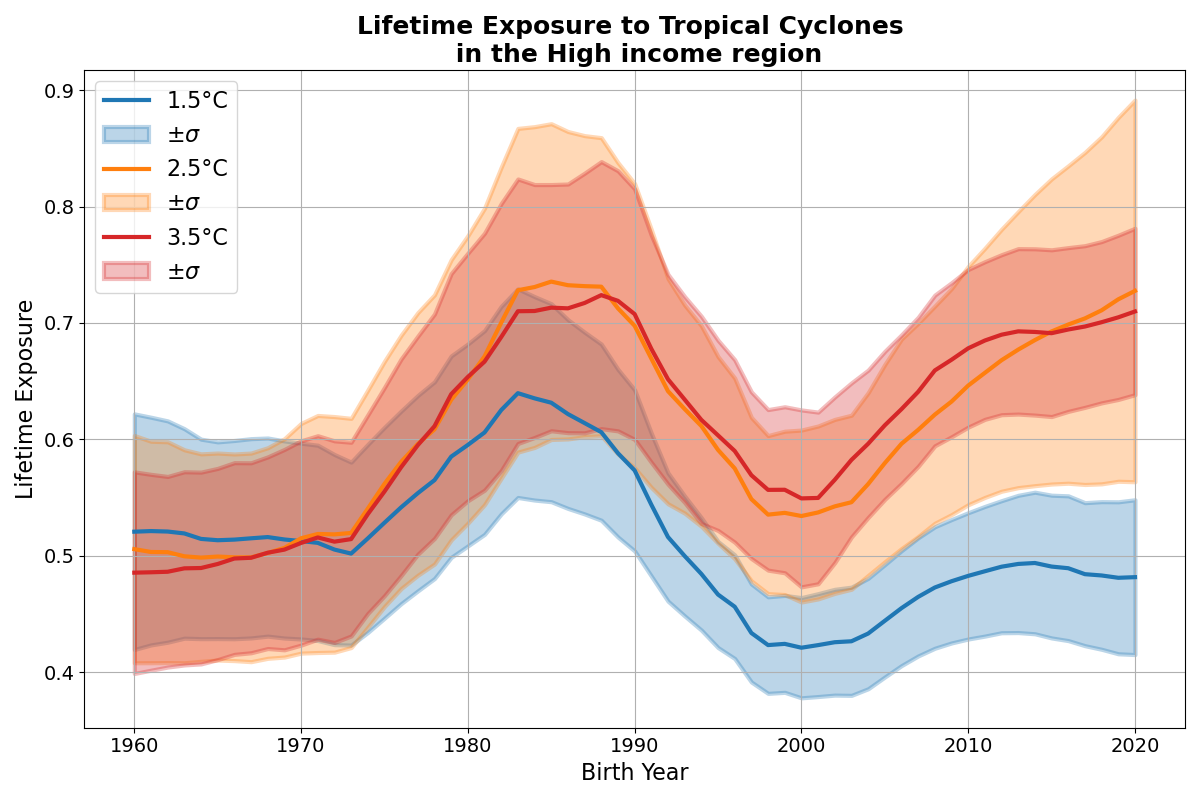 Lifetime Exposure to Tropical Cyclones
in the High income region
0.9
0.8
0.7
0.6
0.5
0.4
Lifetime Exposure
1.5°C
±σ
2.5°C
±σ
3.5°C
±σ
1960
1970
1980
1990
2000
2010
2020
Birth Year